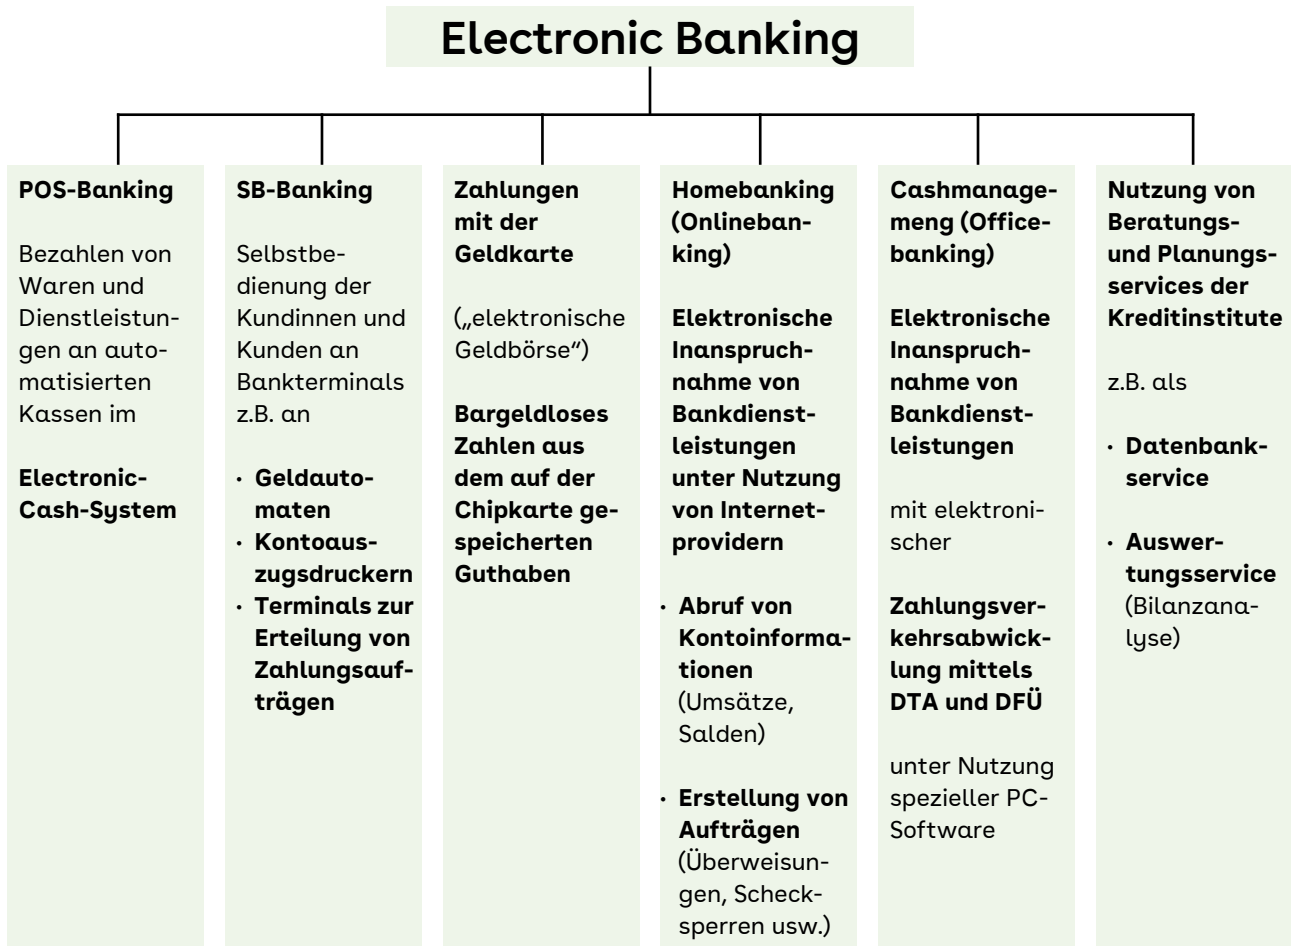 Electronic Banking
POS-Banking
Bezahlen von
Waren und
Dienstleistun-
gen an auto-
matisierten
Kassen im
Electronic-
Cash-System
SB-Banking
Selbstbe-
dienung der
Kundinnen und
Kunden an
Bankterminals
z.B. an
· Geldauto-
maten
· Kontoaus-
zugsdruckern
· Terminals zur
Erteilung von
Zahlungsauf-
trägen
Zahlungen
mit der
Geldkarte
(„elektronische
Geldbörse“)
Bargeldloses
Zahlen aus
dem auf der
Chipkarte ge-
speicherten
Guthaben
Homebanking
(Onlineban-
king)
Elektronische
Inanspruch-
nahme von
Bankdienst-
leistungen
unter Nutzung
von Internet-
providern
· Abruf von
Kontoinforma-
tionen
(Umsätze,
Salden)
· Erstellung von
Aufträgen
(Überweisun-
gen, Scheck-
sperren usw.)
Cashmanage-
meng (Office-
banking)
Elektronische
Inanspruch-
nahme von
Bankdienst-
leistungen
mit elektroni-
scher
Zahlungsver-
kehrsabwick-
lung mittels
DTA und DFÜ
unter Nutzung
spezieller PC-
Software
Nutzung von
Beratungs-
und Planungs-
services der
Kreditinstitute
z.B. als
· Datenbank-
service
· Auswer-
tungsservice
(Bilanzana-
lyse)